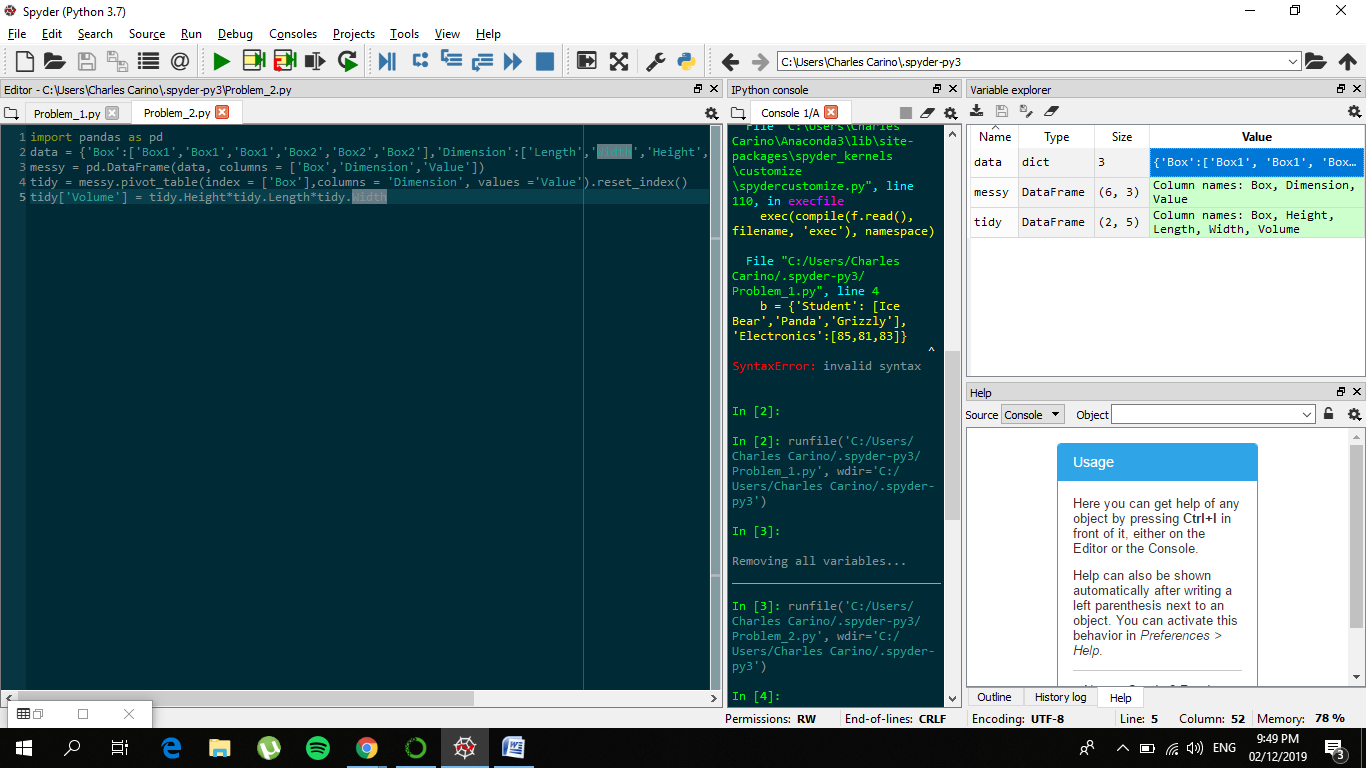 Spyder (Python 3.7)
File Edit Search Source Run Debug Consoles Projects Tools View Help
C:\Users\Charles Carino\.spyder-py3
Editor - C:\Users\Charles Carino\.spyder-py3\Problem_2.py
Problem_1.py Problem_2.py
1 import pandas as pd
2 data = {'Box':['Box1','Box1','Box1','Box2','Box2','Box2'],'Dimension':['Length','Width','Height',
3 messy = pd.DataFrame(data, columns = ['Box','Dimension','Value'])
4 tidy = messy.pivot_table(index = ['Box'],columns = 'Dimension', values ='Value').reset_index()
5 tidy['Volume'] = tidy.Height*tidy.Length*tidy.Width
IPython console
Console 1/A
File "C:\Users\Charles
Carino\Anaconda3\lib\site-
packages\spyder_kernels
\customize
\spydercustomize.py", line
110, in execfile
exec(compile(f.read(),
filename, 'exec'), namespace)
File "C:/Users/Charles
Carino/.spyder-py3/
Problem_1.py", line 4
b = {'Student': [Ice
Bear','Panda','Grizzly'],
'Electronics':[85,81,83]}
^
SyntaxError: invalid syntax
In [2]:
In [2]: runfile('C:/Users/
Charles Carino/.spyder-py3/
Problem_1.py', wdir='C:/
Users/Charles Carino/.spyder-
py3')
In [3]:
Removing all variables...
In [3]: runfile('C:/Users/
Charles Carino/.spyder-py3/
Problem_2.py', wdir='C:/
Users/Charles Carino/.spyder-
py3')
In [4]:
Variable explorer
Name Type Size Value
data dict 3 {'Box':['Box1', 'Box1', 'Box...
messy DataFrame (6, 3) Column names: Box, Dimension,
Value
tidy DataFrame (2, 5) Column names: Box, Height,
Length, Width, Volume
Help
Source Console Object
Usage
Here you can get help of any
object by pressing Ctrl+I in
front of it, either on the
Editor or the Console.
Help can also be shown
automatically after writing a
left parenthesis next to an
object. You can activate this
behavior in Preferences >
Help.
Outline History log Help
Permissions: RW End-of-lines: CRLF Encoding: UTF-8 Line: 5 Column: 52 Memory: 78 %
ENG
9:49 PM
02/12/2019
3